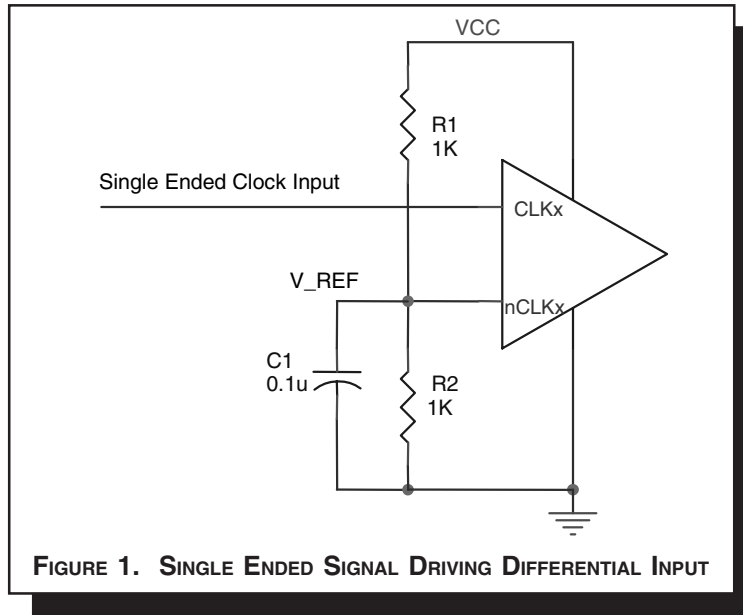 VCC
R1
1K
Single Ended Clock Input
CLKx
V_REF
nCLKx
C1
0.1u
R2
1K
FIGURE 1. SINGLE ENDED SIGNAL DRIVING DIFFERENTIAL INPUT